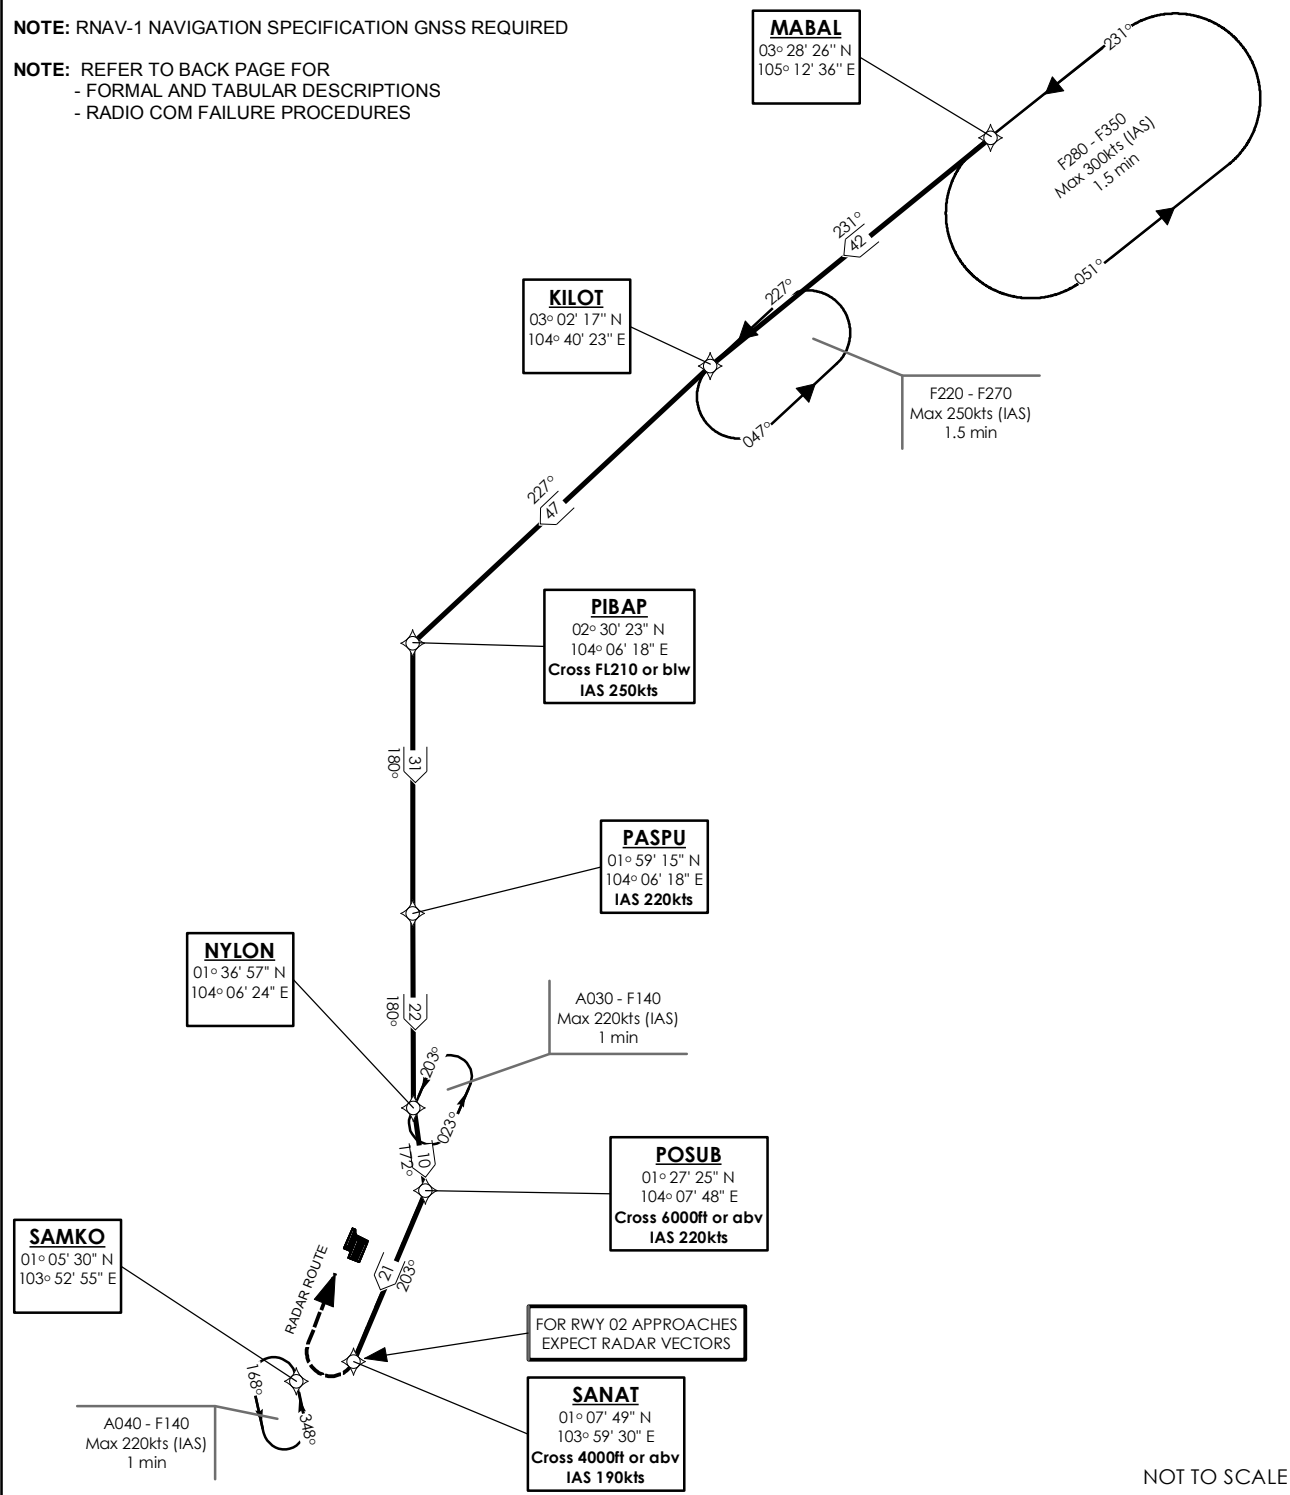 NOTE: RNAV-1 NAVIGATION SPECIFICATION GNSS REQUIRED
NOTE: REFER TO BACK PAGE FOR
- FORMAL AND TABULAR DESCRIPTIONS
- RADIO COM FAILURE PROCEDURES
MABAL
03° 28' 26" N
105° 12' 36" E
231°
F280 - F350
Max 300kts (IAS)
1.5 min
051°
231°
42
KILOT
03° 02' 17" N
104° 40' 23" E
227°
047°
F220 - F270
Max 250kts (IAS)
1.5 min
227°
47
PIBAP
02° 30' 23" N
104° 06' 18" E
Cross FL210 or blw
IAS 250kts
31
180°
PASPU
01° 59' 15" N
104° 06' 18" E
IAS 220kts
NYLON
01° 36' 57" N
104° 06' 24" E
22
180°
A030 - F140
Max 220kts (IAS)
1 min
203°
023°
10
172°
POSUB
01° 27' 25" N
104° 07' 48" E
Cross 6000ft or abv
IAS 220kts
SAMKO
01° 05' 30" N
103° 52' 55" E
RADAR ROUTE
21
203°
FOR RWY 02 APPROACHES
EXPECT RADAR VECTORS
168°
348°
A040 - F140
Max 220kts (IAS)
1 min
SANAT
01° 07' 49" N
103° 59' 30" E
Cross 4000ft or abv
IAS 190kts
NOT TO SCALE